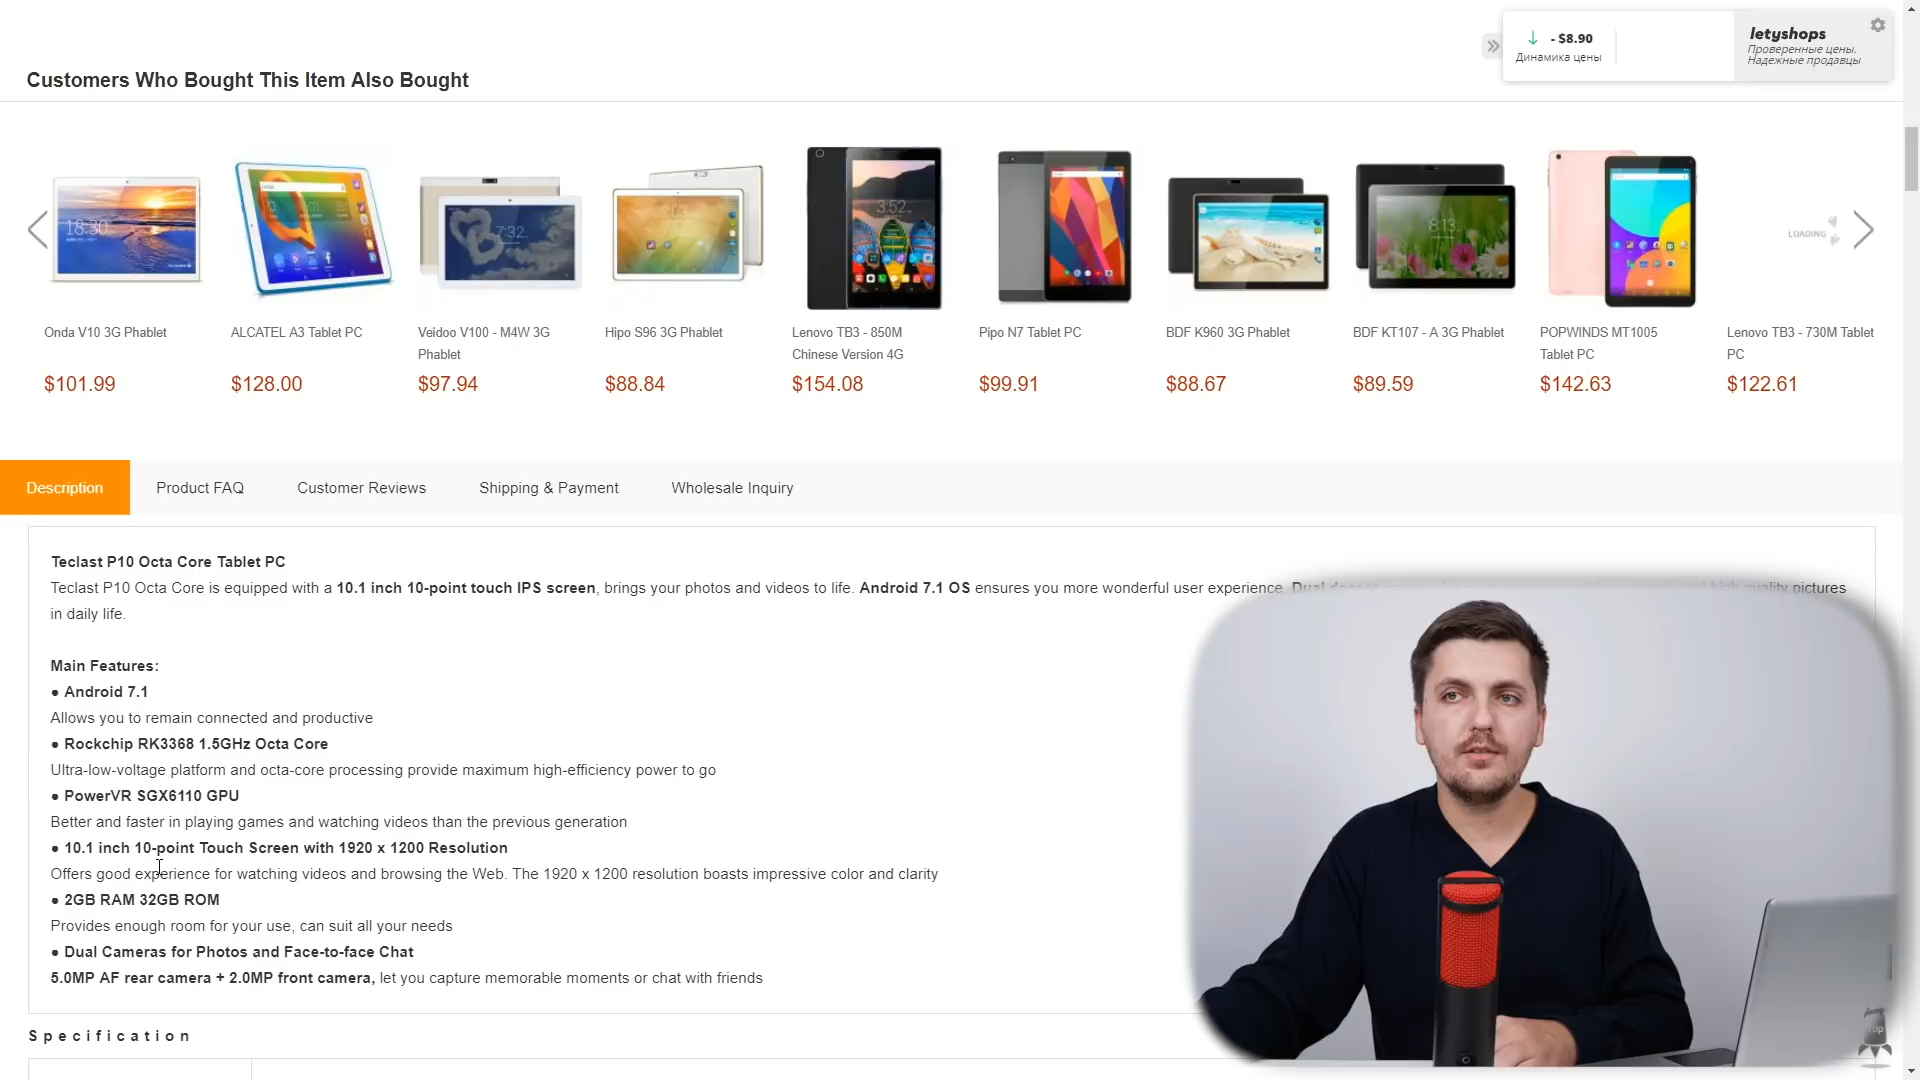 - $8.90
Динамика цены
letyshops
Проверенные цены.
Надежные продавцы
Customers Who Bought This Item Also Bought
18:30
7:32
3:52
8:13
LOADING
Onda V10 3G Phablet
ALCATEL A3 Tablet PC
Veidoo V100 - M4W 3G
Phablet
Hipo S96 3G Phablet
Lenovo TB3 - 850M
Chinese Version 4G
Pipo N7 Tablet PC
BDF K960 3G Phablet
BDF KT107 - A 3G Phablet
POPWINDS MT1005
Tablet PC
Lenovo TB3 - 730M Tablet
PC
$101.99
$128.00
$97.94
$88.84
$154.08
$99.91
$88.67
$89.59
$142.63
$122.61
Description
Product FAQ
Customer Reviews
Shipping & Payment
Wholesale Inquiry
Teclast P10 Octa Core Tablet PC
Teclast P10 Octa Core is equipped with a 10.1 inch 10-point touch IPS screen, brings your photos and videos to life. Android 7.1 OS ensures you more wonderful user experience. Dual high quality pictures
in daily life.
Main Features:
● Android 7.1
Allows you to remain connected and productive
● Rockchip RK3368 1.5GHz Octa Core
Ultra-low-voltage platform and octa-core processing provide maximum high-efficiency power to go
● PowerVR SGX6110 GPU
Better and faster in playing games and watching videos than the previous generation
● 10.1 inch 10-point Touch Screen with 1920 x 1200 Resolution
Offers good experience for watching videos and browsing the Web. The 1920 x 1200 resolution boasts impressive color and clarity
● 2GB RAM 32GB ROM
Provides enough room for your use, can suit all your needs
● Dual Cameras for Photos and Face-to-face Chat
5.0MP AF rear camera + 2.0MP front camera, let you capture memorable moments or chat with friends
Specification